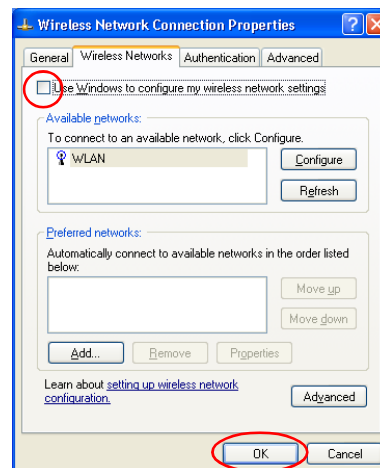 Wireless Network Connection Properties
General Wireless Networks Authentication Advanced
Use Windows to configure my wireless network settings
Available networks:
To connect to an available network, click Configure.
WLAN
Configure
Refresh
Preferred networks:
Automatically connect to available networks in the order listed
below:
Move up
Move down
Add... Remove Properties
Learn about setting up wireless network
configuration.
Advanced
OK Cancel